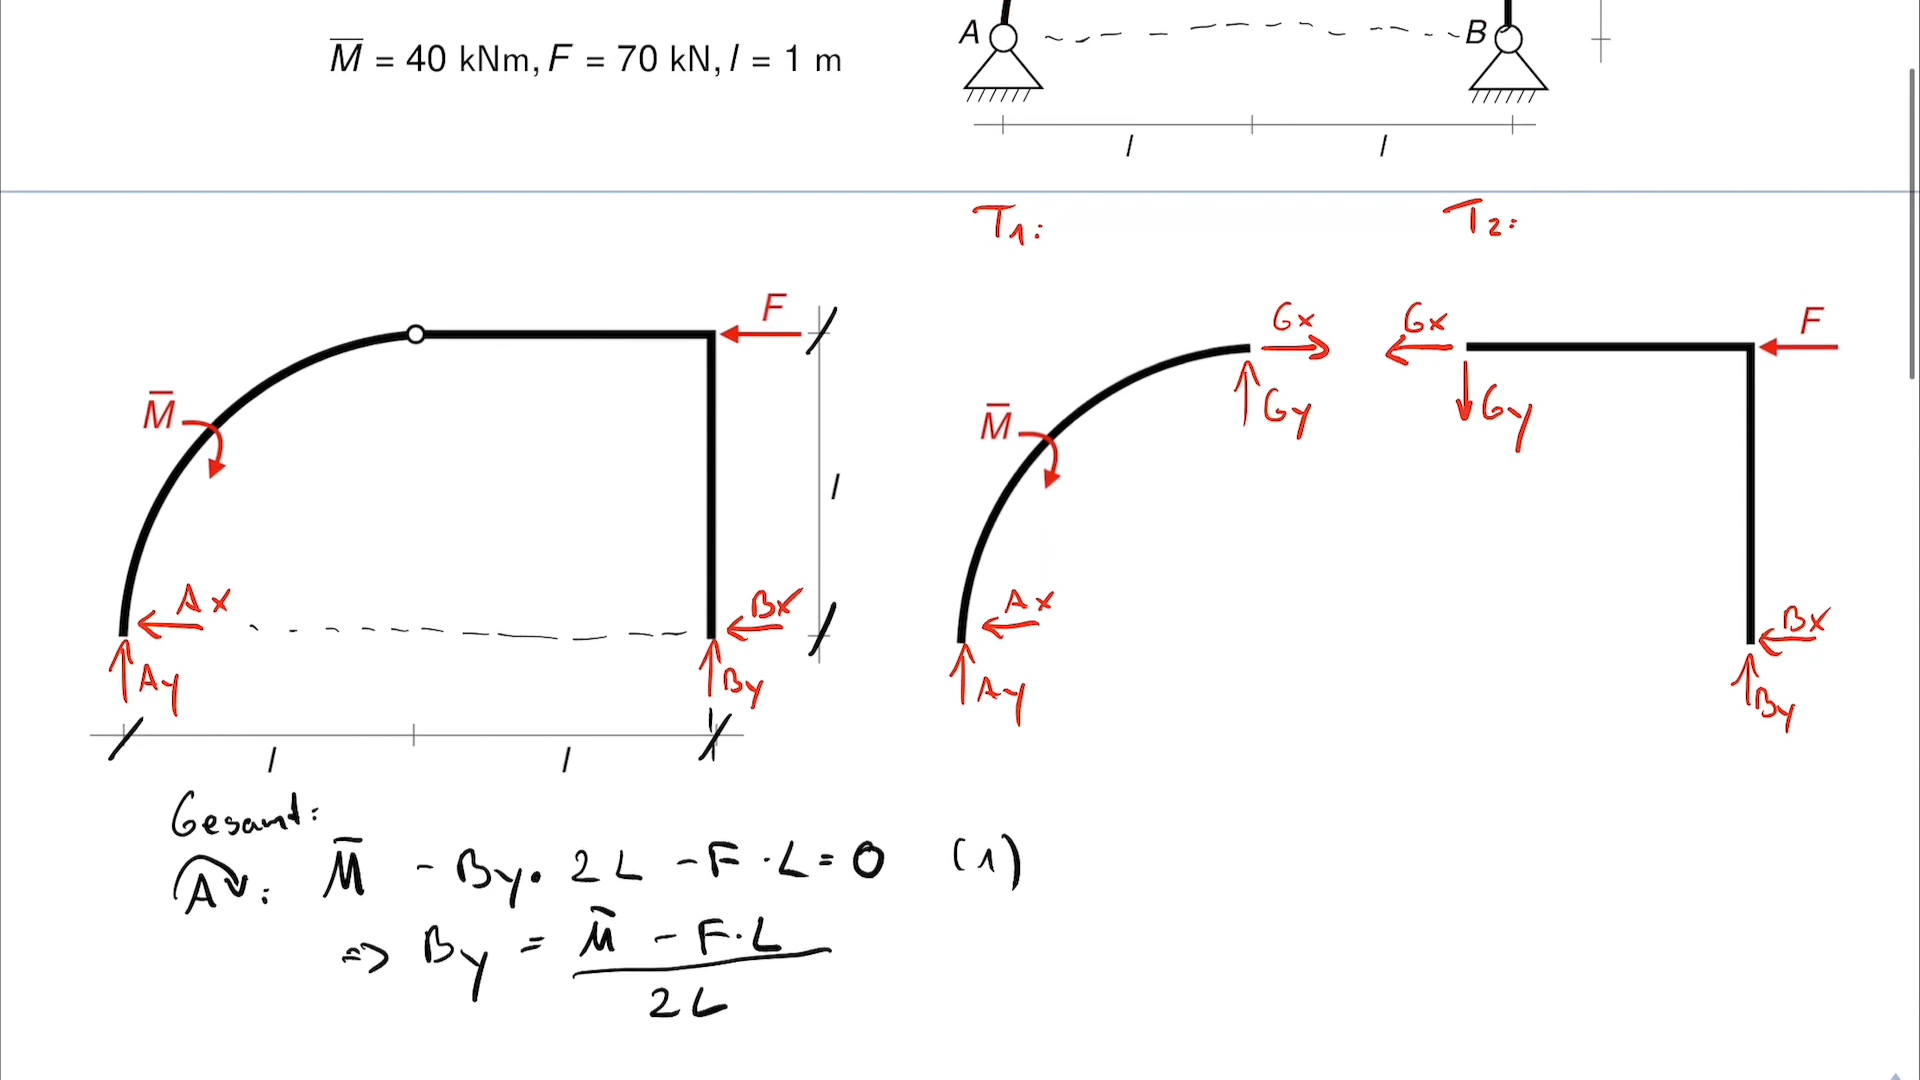 A B
M̅ = 40 kNm, F = 70 kN, l = 1 m
l l
T1: T2:
F
Gx Gx F
M̅ Gy Gy
M̅
l
Ax Bx Ax Bx
Ay By Ay By
l l
Gesamt:
A: M̅ - By · 2L - F · L = 0 (1)
=> By = M̅ - F·L
2L